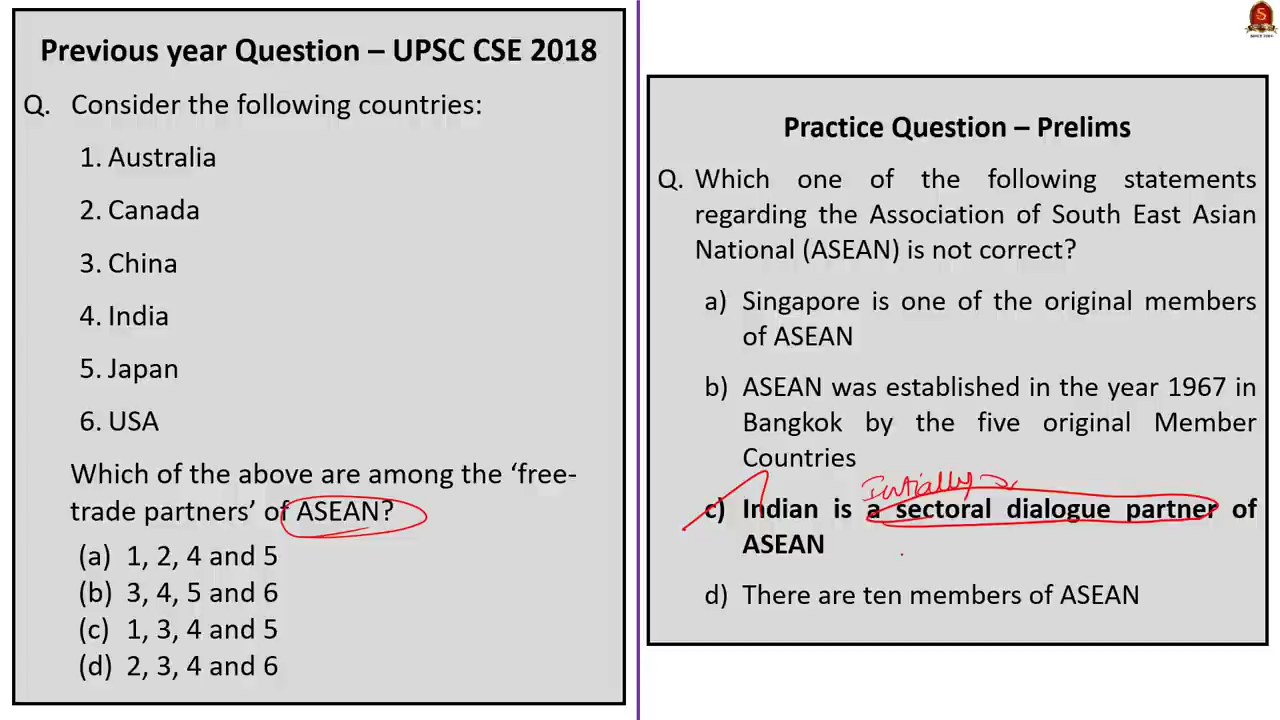 Previous year Question – UPSC CSE 2018
Q. Consider the following countries:
1. Australia
2. Canada
3. China
4. India
5. Japan
6. USA
Which of the above are among the ‘free-
trade partners’ of ASEAN?
(a) 1, 2, 4 and 5
(b) 3, 4, 5 and 6
(c) 1, 3, 4 and 5
(d) 2, 3, 4 and 6
Practice Question – Prelims
Q. Which one of the following statements
regarding the Association of South East Asian
National (ASEAN) is not correct?
a) Singapore is one of the original members
of ASEAN
b) ASEAN was established in the year 1967 in
Bangkok by the five original Member
Countries
Initially
c) Indian is a sectoral dialogue partner of
ASEAN
d) There are ten members of ASEAN